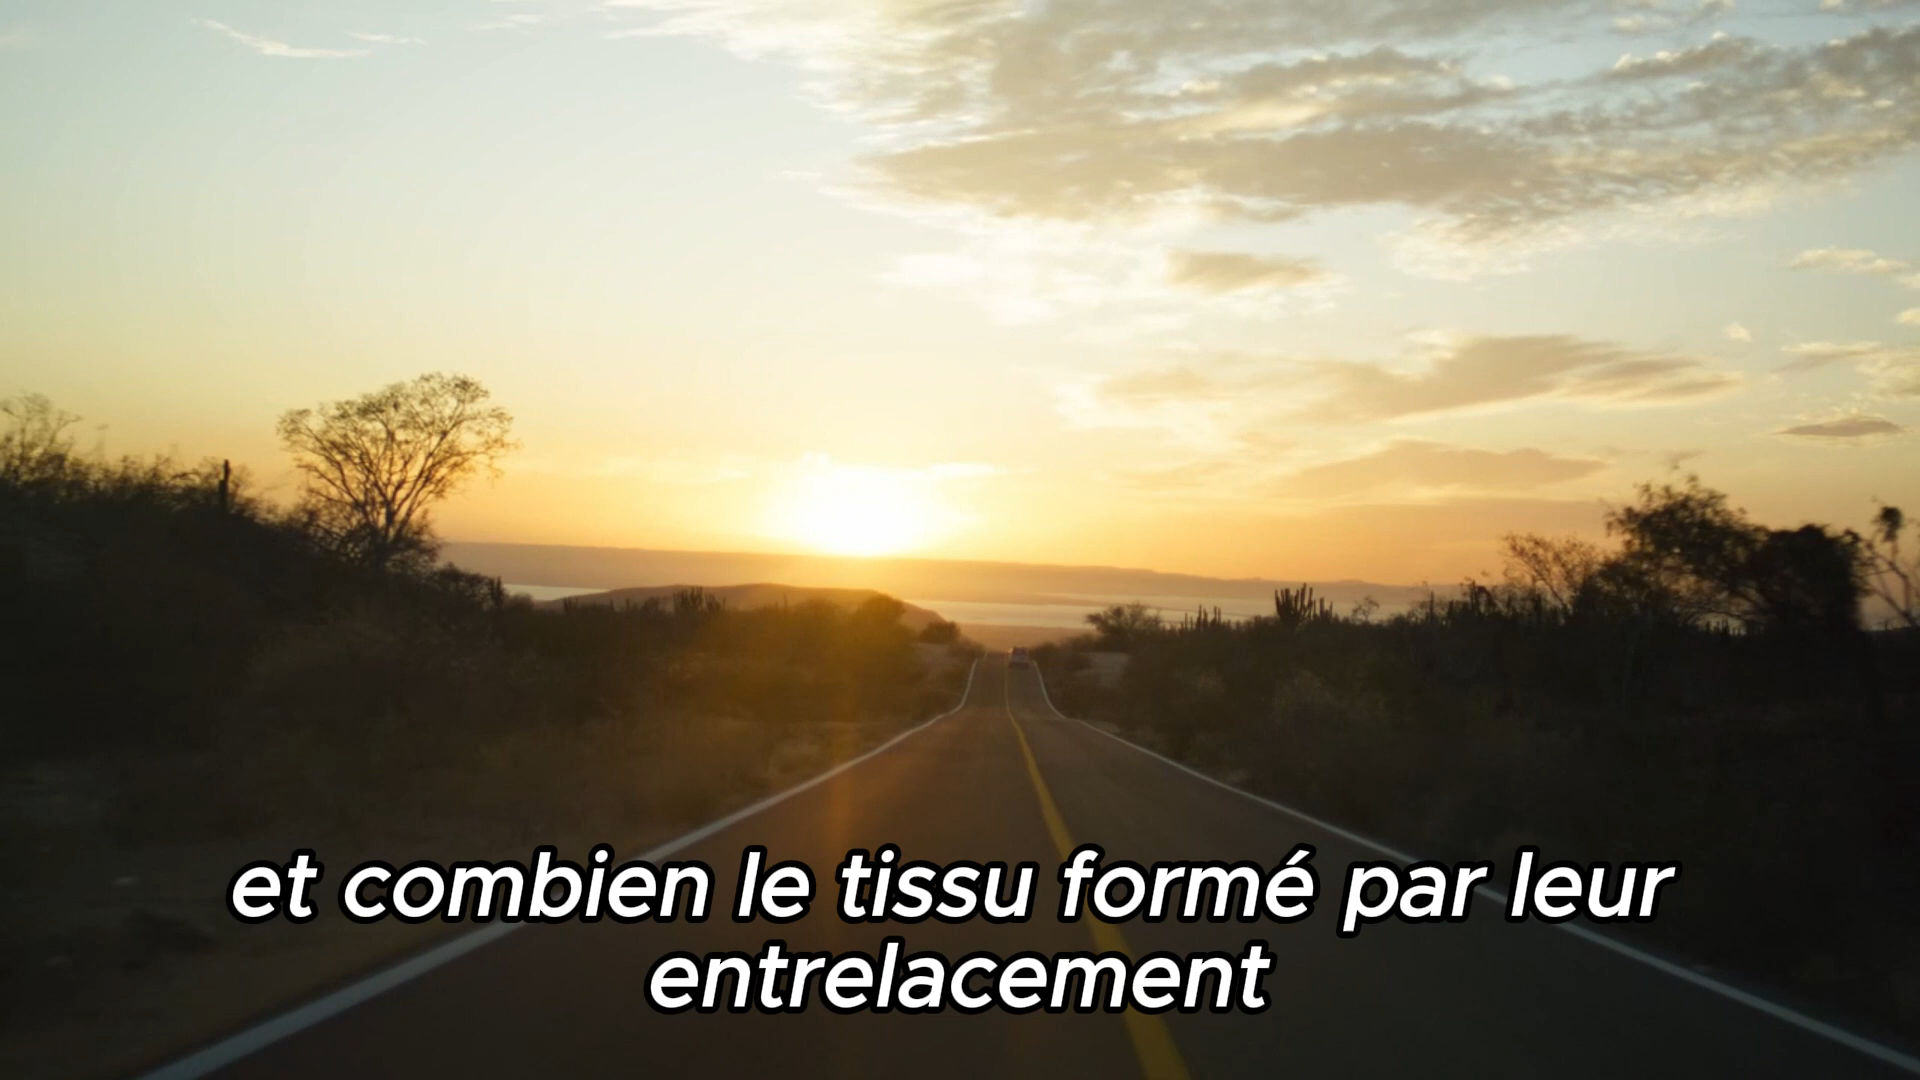 et combien le tissu formé par leur
entrelacement